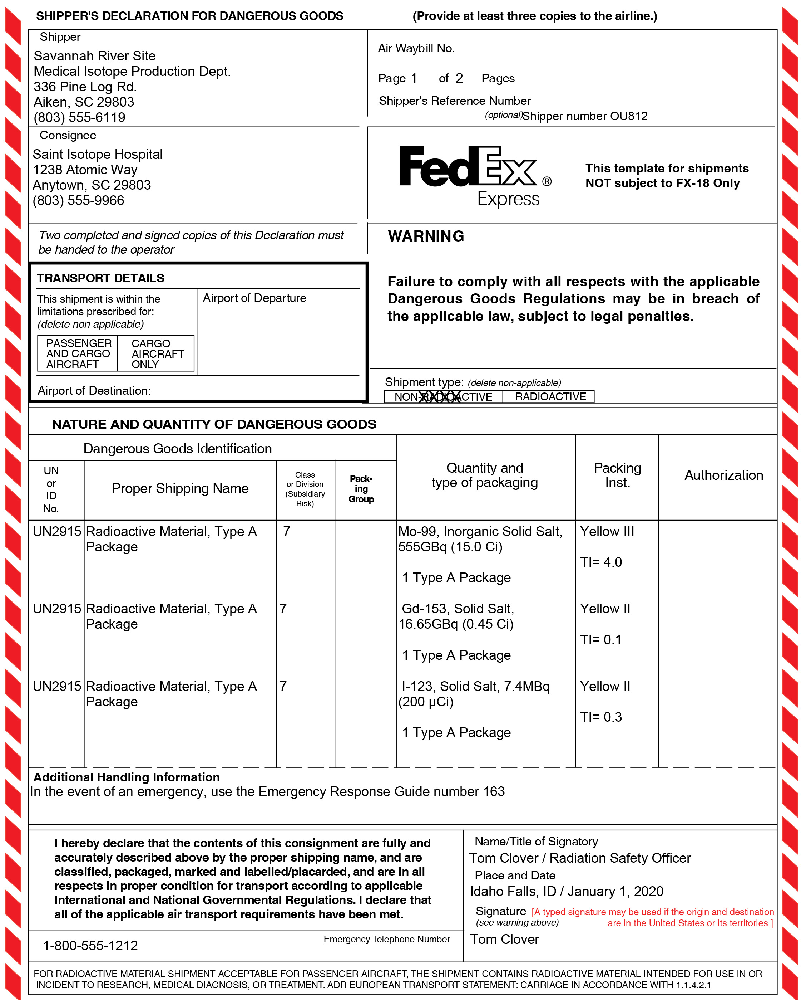 SHIPPER'S DECLARATION FOR DANGEROUS GOODS
(Provide at least three copies to the airline.)
Shipper
Savannah River Site
Medical Isotope Production Dept.
336 Pine Log Rd.
Aiken, SC 29803
(803) 555-6119
Air Waybill No.
Page 1 of 2 Pages
Shipper's Reference Number
(optional)Shipper number OU812
Consignee
Saint Isotope Hospital
1238 Atomic Way
Anytown, SC 29803
(803) 555-9966
FedEx ®
Express
This template for shipments
NOT subject to FX-18 Only
Two completed and signed copies of this Declaration must
be handed to the operator
WARNING
Failure to comply with all respects with the applicable
Dangerous Goods Regulations may be in breach of
the applicable law, subject to legal penalties.
TRANSPORT DETAILS
This shipment is within the
limitations prescribed for:
(delete non applicable)
PASSENGER
AND CARGO
AIRCRAFT
CARGO
AIRCRAFT
ONLY
Airport of Departure
Airport of Destination:
Shipment type: (delete non-applicable)
NON-RADIOACTIVE
XXXX
RADIOACTIVE
NATURE AND QUANTITY OF DANGEROUS GOODS
Dangerous Goods Identification
UN
or
ID
No.
Proper Shipping Name
Class
or Division
(Subsidiary
Risk)
Pack-
ing
Group
Quantity and
type of packaging
Packing
Inst.
Authorization
UN2915
Radioactive Material, Type A
Package
7
Mo-99, Inorganic Solid Salt,
555GBq (15.0 Ci)
1 Type A Package
Yellow III
TI= 4.0
UN2915
Radioactive Material, Type A
Package
7
Gd-153, Solid Salt,
16.65GBq (0.45 Ci)
1 Type A Package
Yellow II
TI= 0.1
UN2915
Radioactive Material, Type A
Package
7
I-123, Solid Salt, 7.4MBq
(200 µCi)
1 Type A Package
Yellow II
TI= 0.3
Additional Handling Information
In the event of an emergency, use the Emergency Response Guide number 163
I hereby declare that the contents of this consignment are fully and
accurately described above by the proper shipping name, and are
classified, packaged, marked and labelled/placarded, and are in all
respects in proper condition for transport according to applicable
International and National Governmental Regulations. I declare that
all of the applicable air transport requirements have been met.
1-800-555-1212
Emergency Telephone Number
Name/Title of Signatory
Tom Clover / Radiation Safety Officer
Place and Date
Idaho Falls, ID / January 1, 2020
Signature [A typed signature may be used if the origin and destination
(see warning above) are in the United States or its territories.]
Tom Clover
FOR RADIOACTIVE MATERIAL SHIPMENT ACCEPTABLE FOR PASSENGER AIRCRAFT, THE SHIPMENT CONTAINS RADIOACTIVE MATERIAL INTENDED FOR USE IN OR
INCIDENT TO RESEARCH, MEDICAL DIAGNOSIS, OR TREATMENT. ADR EUROPEAN TRANSPORT STATEMENT: CARRIAGE IN ACCORDANCE WITH 1.1.4.2.1